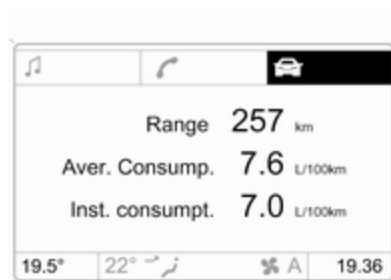 Range 257 km
Aver. Consump. 7.6 L/100km
Inst. consumpt. 7.0 L/100km
19.5° 22° A 19.36